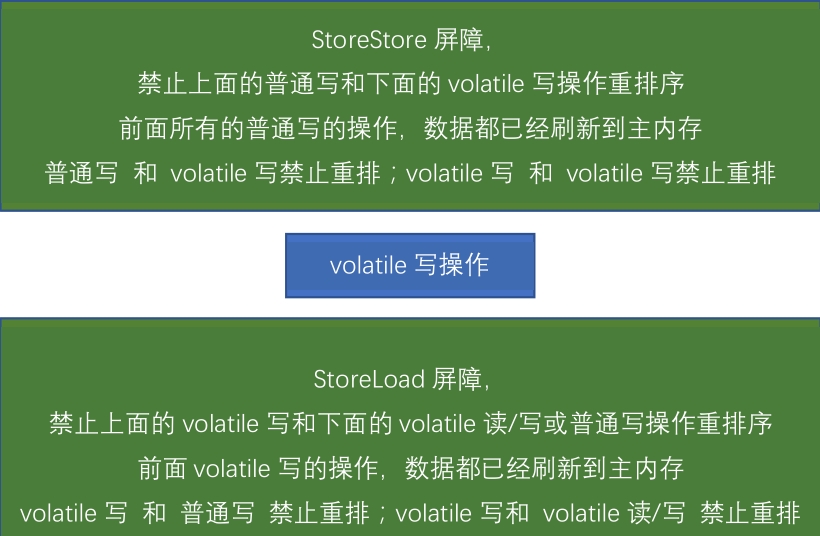 StoreStore 屏障，
禁止上面的普通写和下面的 volatile 写操作重排序
前面所有的普通写的操作，数据都已经刷新到主内存
普通写 和 volatile 写禁止重排；volatile 写 和 volatile 写禁止重排
volatile 写操作
StoreLoad 屏障，
禁止上面的 volatile 写和下面的 volatile 读/写或普通写操作重排序
前面 volatile 写的操作，数据都已经刷新到主内存
volatile 写 和 普通写 禁止重排；volatile 写和 volatile 读/写 禁止重排